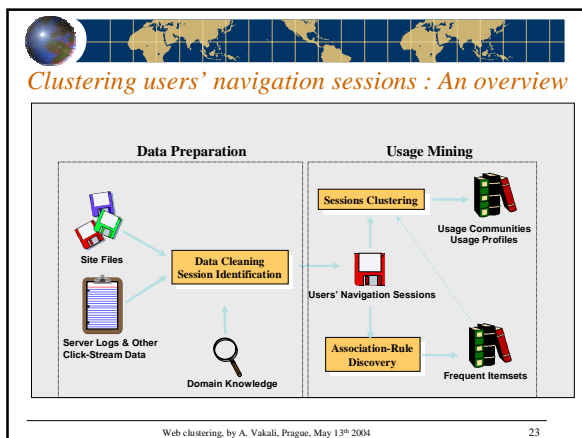 Clustering users' navigation sessions : An overview
Data Preparation
Usage Mining
Site Files
Server Logs & Other
Click-Stream Data
Data Cleaning
Session Identification
Domain Knowledge
Sessions Clustering
Usage Communities
Usage Profiles
Users' Navigation Sessions
Association-Rule
Discovery
Frequent Itemsets
Web clustering, by A. Vakali, Prague, May 13th 2004
23